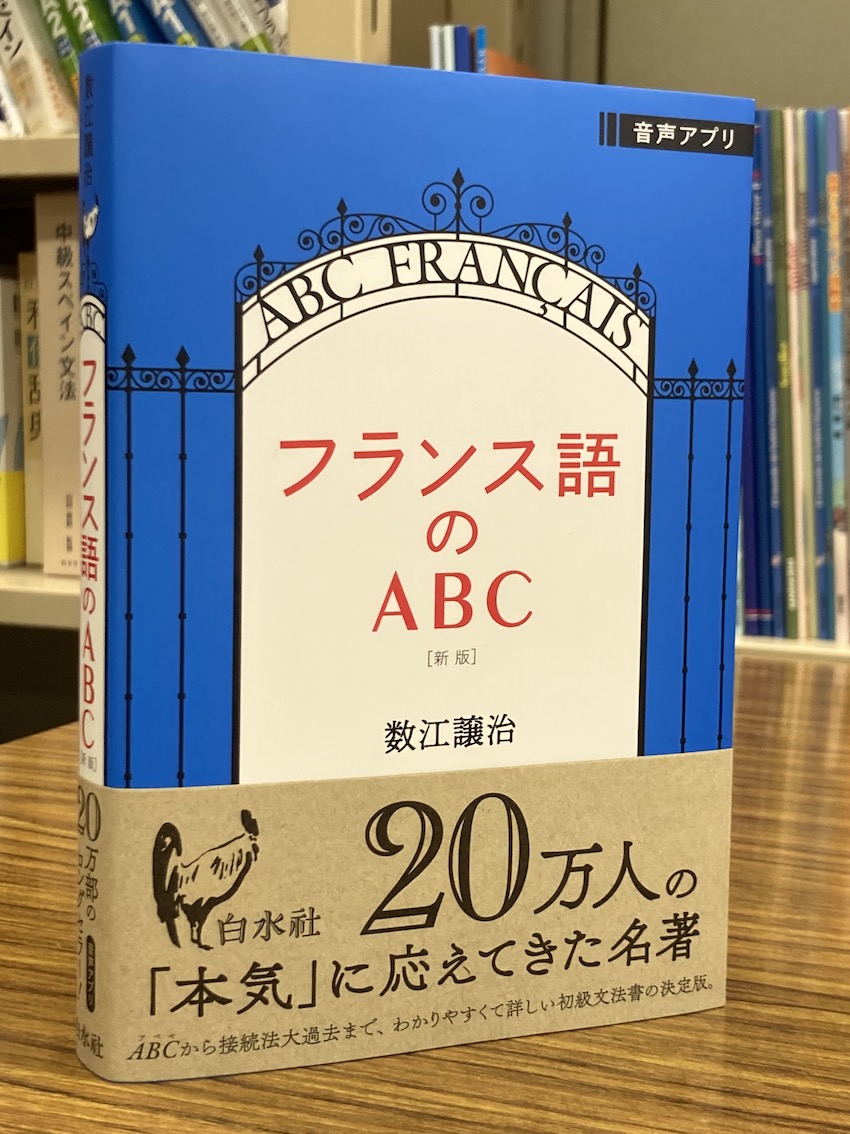 音声アプリ
ABC FRANÇAIS
フランス語
の
ABC
[新版]
数江譲治
白水社
20万人の
「本気」に応えてきた名著
アベセ
ABCから接続法大過去まで、わかりやすくて詳しい初級文法書の決定版。
数江譲治
フランス語のABC
[新版]
20万部の
ロングセラー!
音声アプリ
白水社
中級スペイン文法